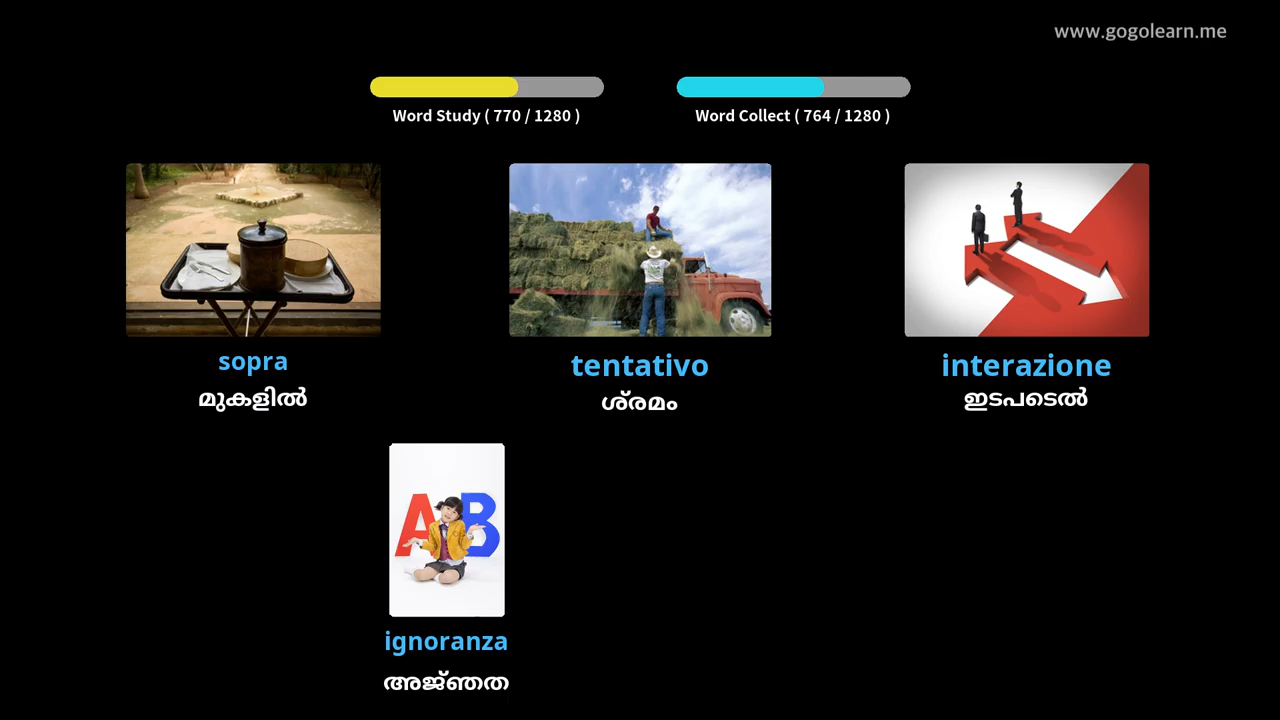 www.gogolearn.me
Word Study ( 770 / 1280 )
Word Collect ( 764 / 1280 )
sopra
മുകളിൽ
tentativo
ശ്രമം
interazione
ഇടപടെൽ
A B
ignoranza
അജ്ഞത